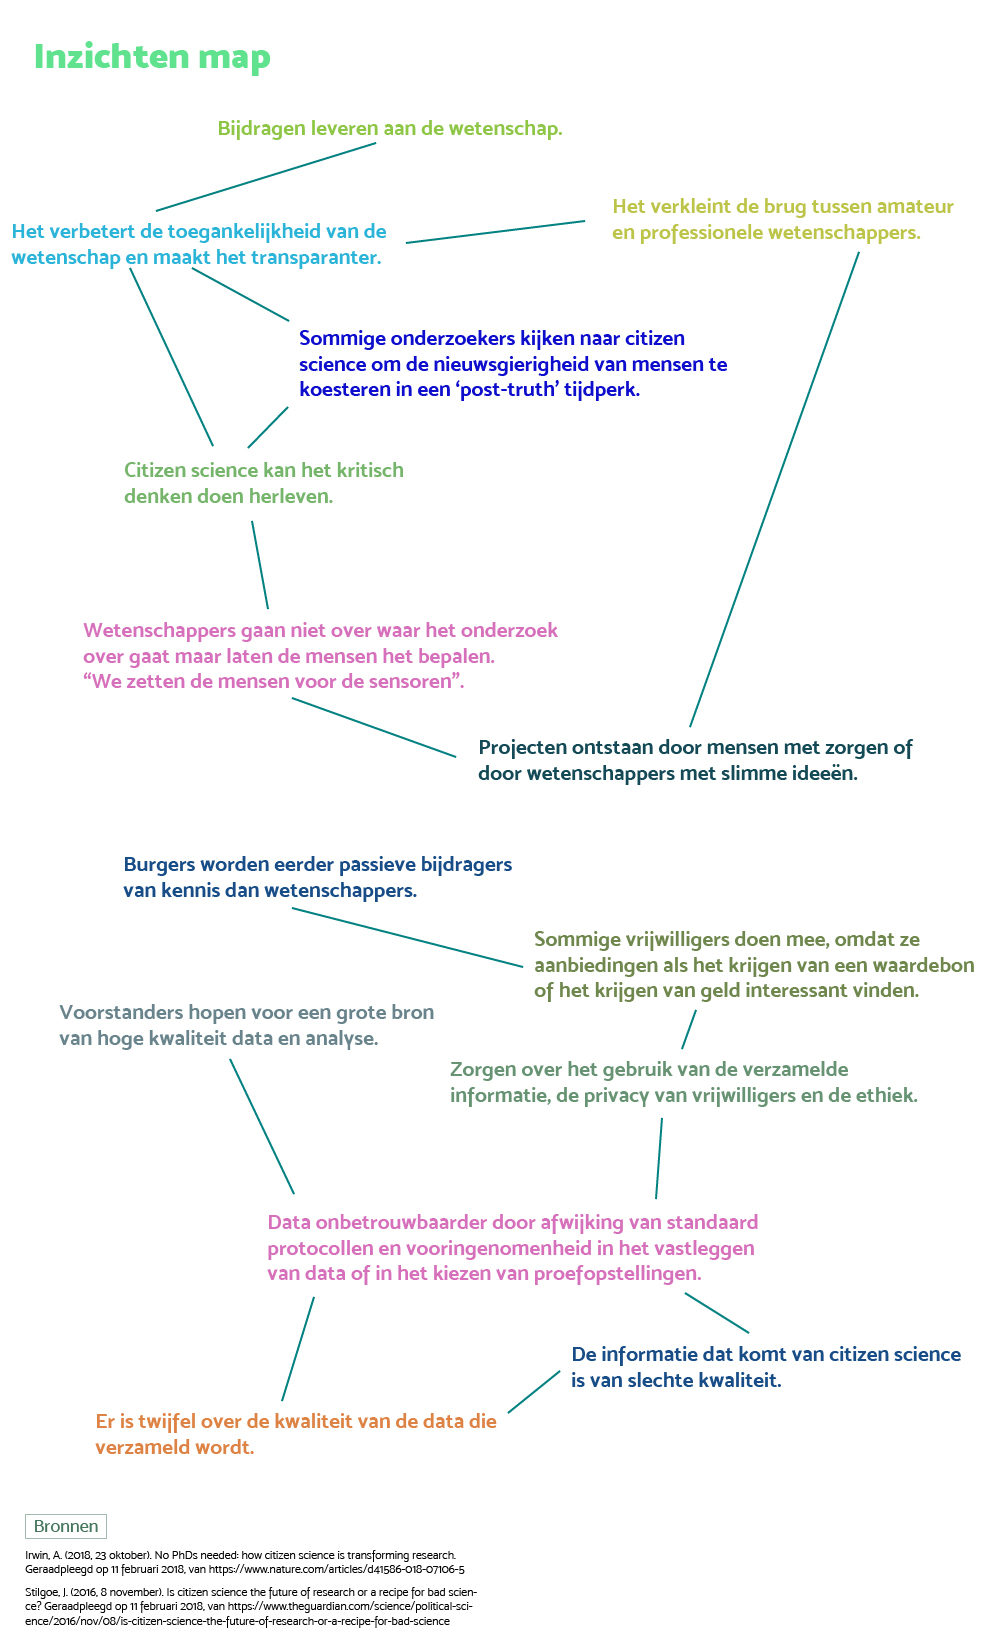 Inzichten map
Bijdragen leveren aan de wetenschap.
Het verkleint de brug tussen amateur
en professionele wetenschappers.
Het verbetert de toegankelijkheid van de
wetenschap en maakt het transparanter.
Sommige onderzoekers kijken naar citizen
science om de nieuwsgierigheid van mensen te
koesteren in een ‘post-truth’ tijdperk.
Citizen science kan het kritisch
denken doen herleven.
Wetenschappers gaan niet over waar het onderzoek
over gaat maar laten de mensen het bepalen.
“We zetten de mensen voor de sensoren”.
Projecten ontstaan door mensen met zorgen of
door wetenschappers met slimme ideeën.
Burgers worden eerder passieve bijdragers
van kennis dan wetenschappers.
Sommige vrijwilligers doen mee, omdat ze
aanbiedingen als het krijgen van een waardebon
of het krijgen van geld interessant vinden.
Voorstanders hopen voor een grote bron
van hoge kwaliteit data en analyse.
Zorgen over het gebruik van de verzamelde
informatie, de privacy van vrijwilligers en de ethiek.
Data onbetrouwbaarder door afwijking van standaard
protocollen en vooringenomenheid in het vastleggen
van data of in het kiezen van proefopstellingen.
De informatie dat komt van citizen science
is van slechte kwaliteit.
Er is twijfel over de kwaliteit van de data die
verzameld wordt.
Bronnen
Irwin, A. (2018, 23 oktober). No PhDs needed: how citizen science is transforming research.
Geraadpleegd op 11 februari 2018, van https://www.nature.com/articles/d41586-018-07106-5
Stilgoe, J. (2016, 8 november). Is citizen science the future of research or a recipe for bad scien-
ce? Geraadpleegd op 11 februari 2018, van https://www.theguardian.com/science/political-sci-
ence/2016/nov/08/is-citizen-science-the-future-of-research-or-a-recipe-for-bad-science